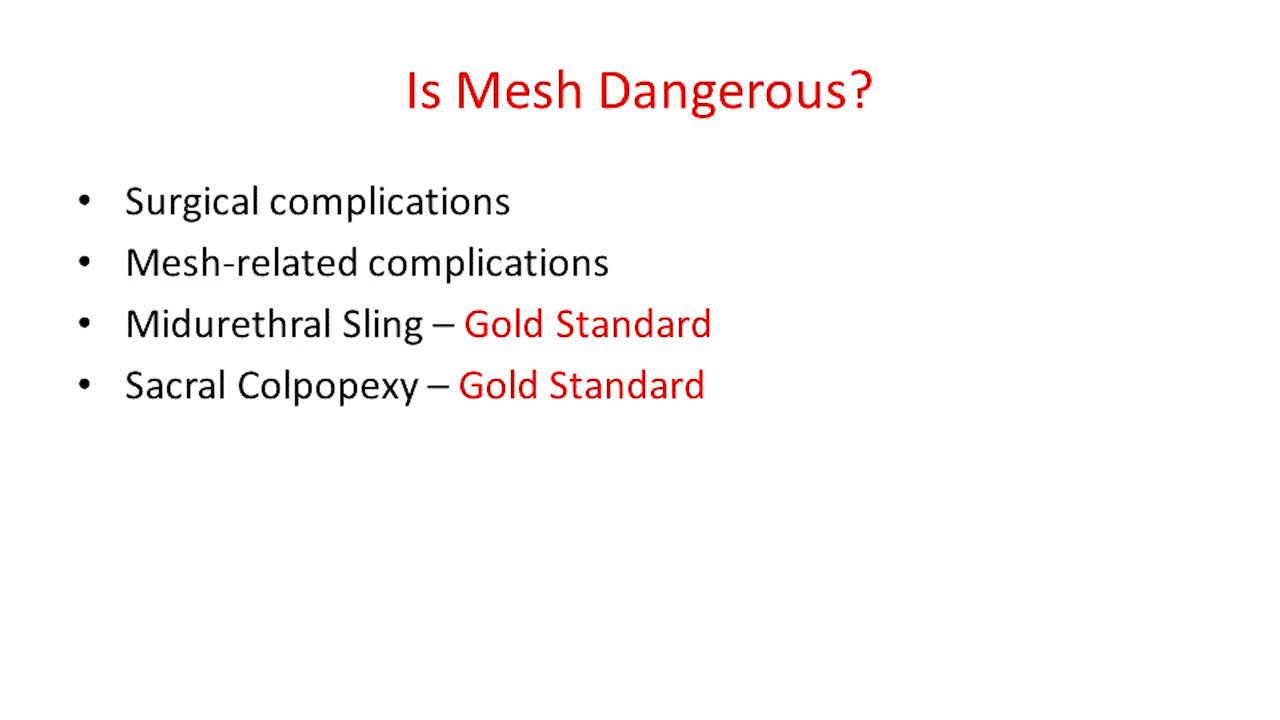 Is Mesh Dangerous?
• Surgical complications
• Mesh-related complications
• Midurethral Sling – Gold Standard
• Sacral Colpopexy – Gold Standard